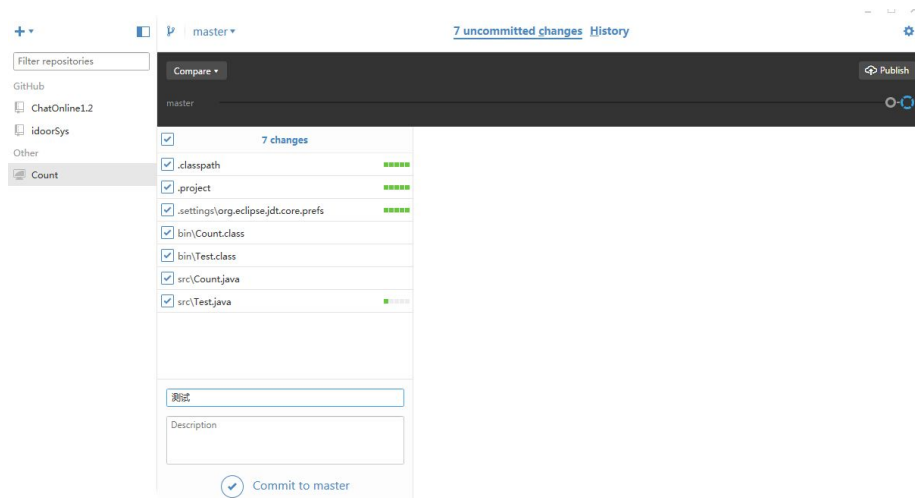 master
7 uncommitted changes
History
Filter repositories
GitHub
ChatOnline1.2
idoorSys
Other
Count
Compare
Publish
master
7 changes
.classpath
.project
.settings\org.eclipse.jdt.core.prefs
bin\Count.class
bin\Test.class
src\Count.java
src\Test.java
测试
Description
Commit to master